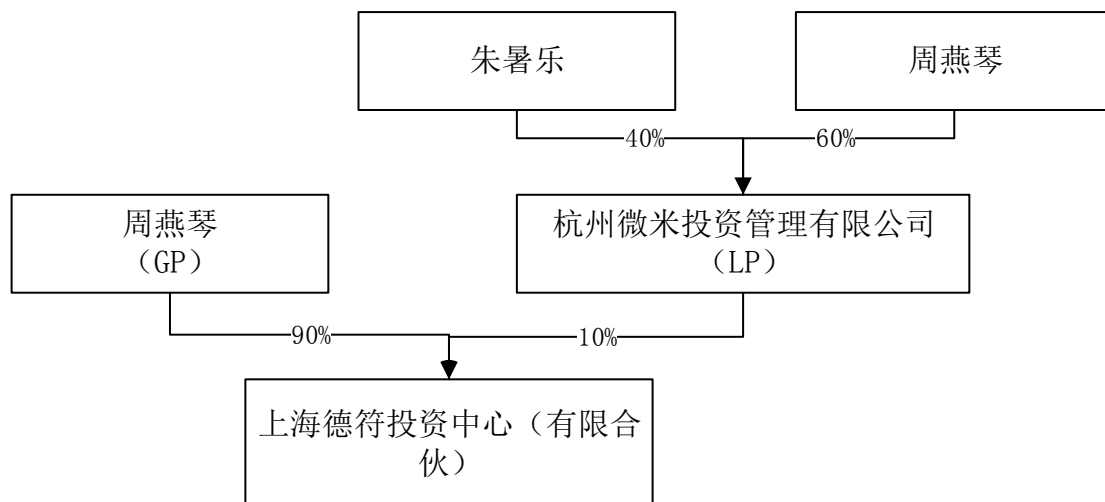 朱暑乐
周燕琴
40%
60%
周燕琴
（GP）
杭州微米投资管理有限公司
（LP）
90%
10%
上海德符投资中心（有限合
伙）